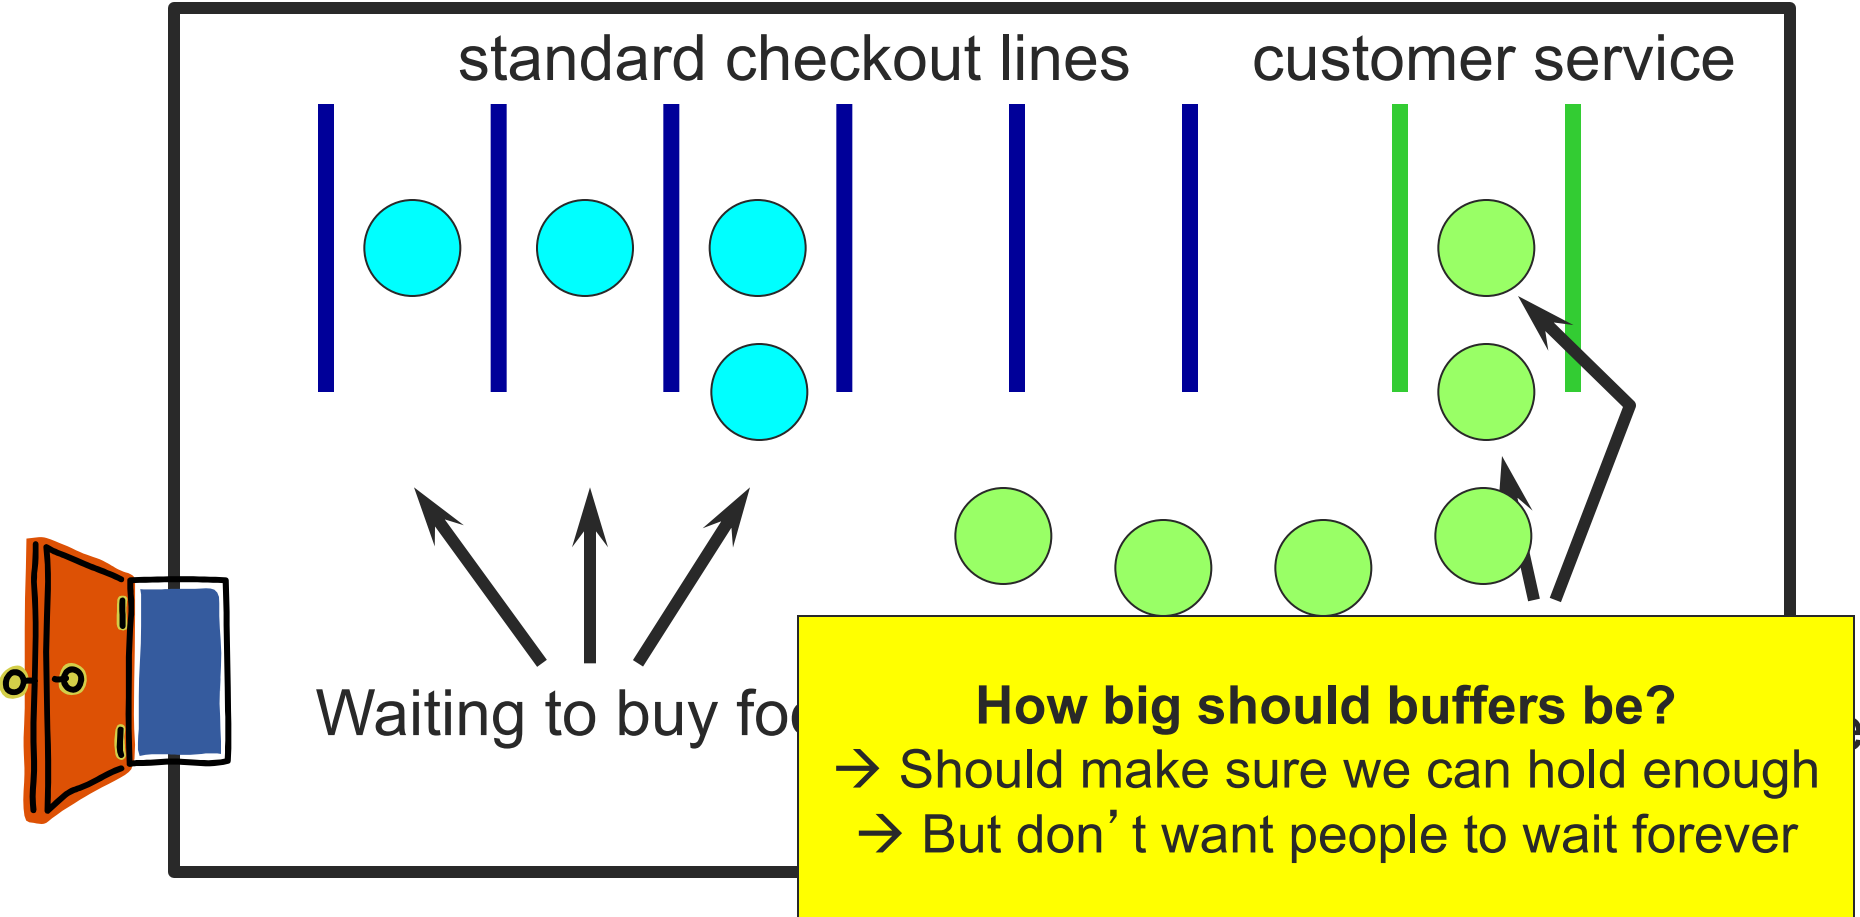 standard checkout lines customer service
Waiting to buy
How big should buffers be?
→ Should make sure we can hold enough
→ But don’t want people to wait forever